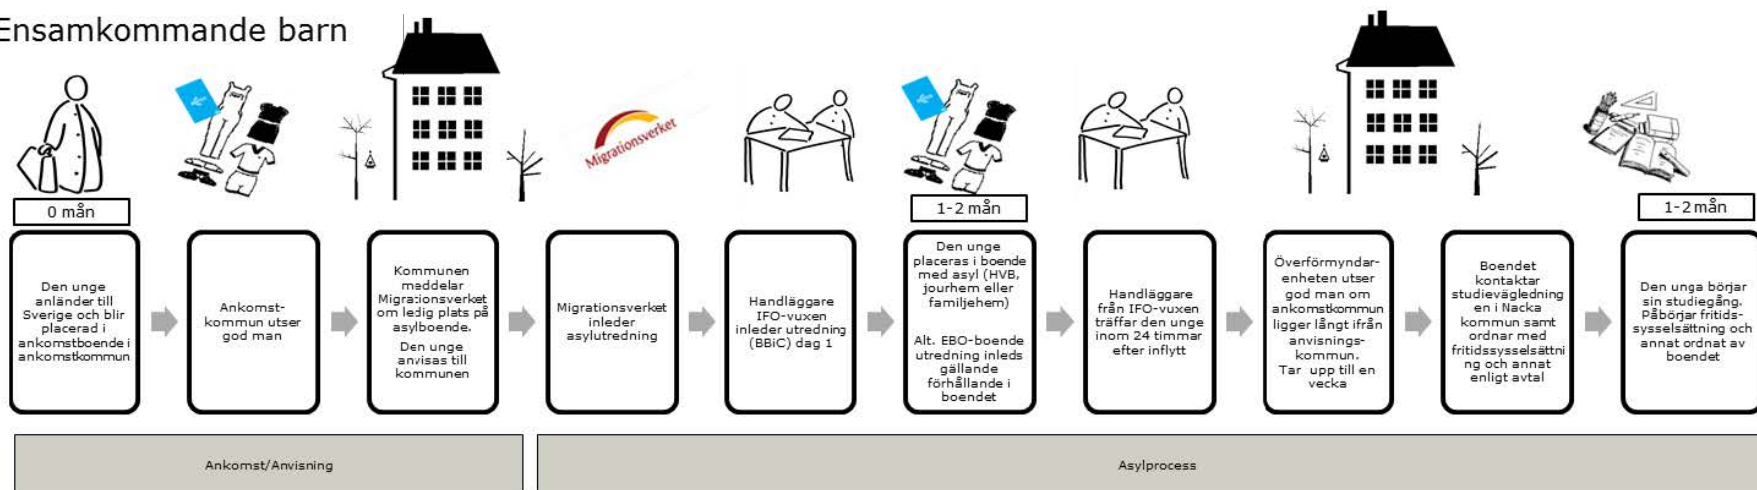 Ensamkommande barn
Migrationsverket
0 mån
1-2 mån
1-2 mån
Den unge
anländer till
Sverige och blir
placerad i
ankomstboende i
ankomstkommun
Ankomst-
kommun utser
god man
Kommunen
meddelar
Migrationsverket
om ledig plats på
asylboende.
Den unge
anvisas till
kommunen
Migrationsverket
inleder
asylutredning
Handläggare
IFO-vuxen
inleder utredning
(BBiC) dag 1
Den unge
placeras i boende
med asyl (HVB,
jourhem eller
familjehem)
Alt. EBO-boende
utredning inleds
gällande
förhållande i
boendet
Handläggare
från IFO-vuxen
träffar den unge
inom 24 timmar
efter inflytt
Överförmyndar-
enheten utser
god man om
ankomstkommun
ligger långt ifrån
anvisnings-
kommun.
Tar upp till en
vecka
Boendet
kontaktar
studievägledning
en i Nacka
kommun samt
ordnar med
fritidssysselsättni
ng och annat
enligt avtal
Den unga börjar
sin studiegång.
Påbörjar fritids-
sysselsättning och
annat ordnat av
boendet
Ankomst/Anvisning
Asylprocess